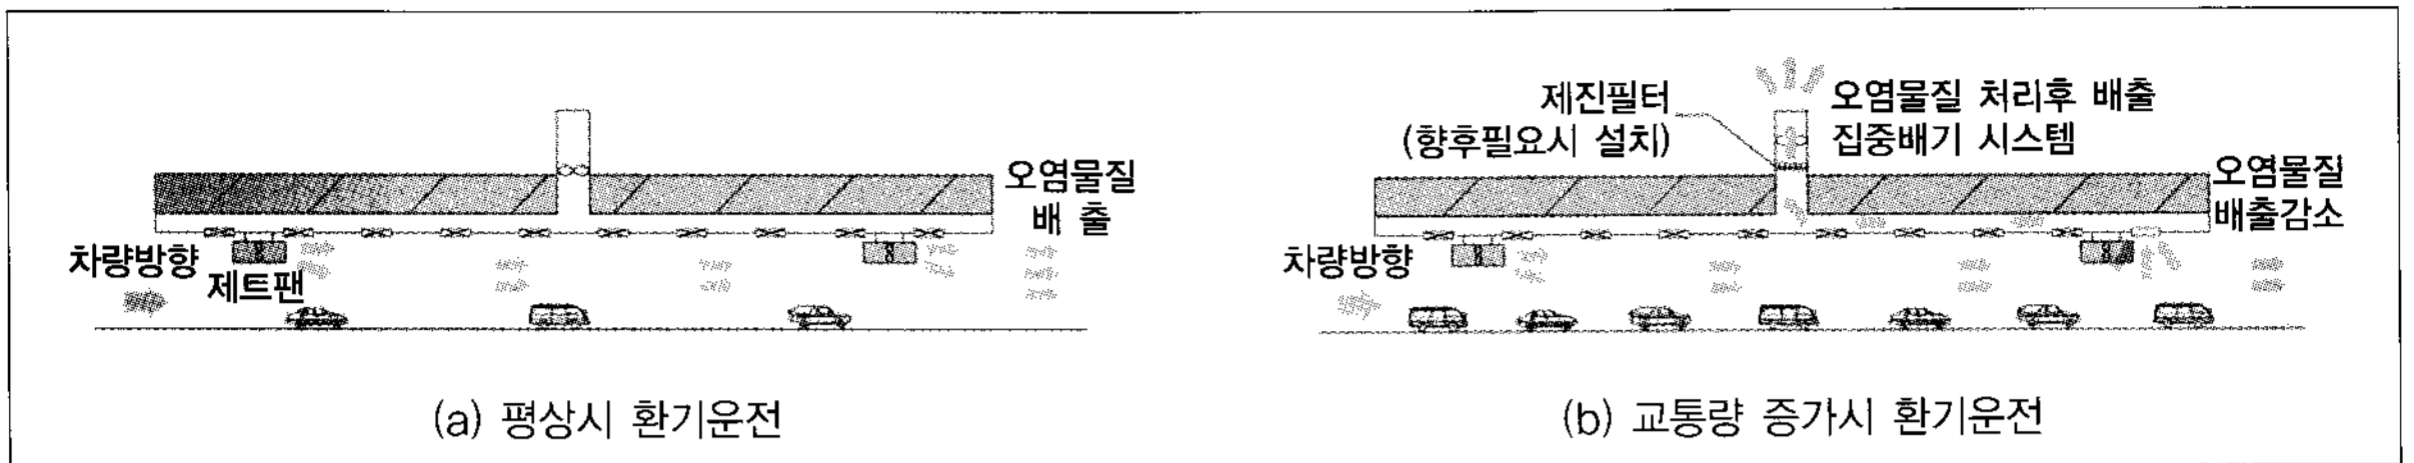 오염물질
배 출
차량방향
제트팬
(a) 평상시 환기운전
제진필터
(향후필요시 설치)
오염물질 처리후 배출
집중배기 시스템
오염물질
배출감소
차량방향
(b) 교통량 증가시 환기운전